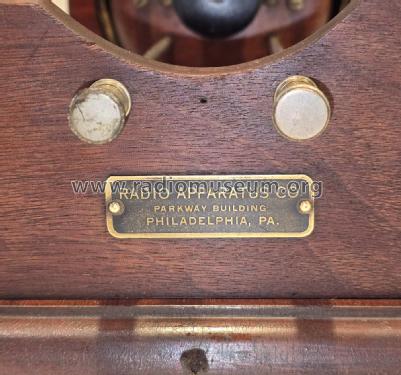 www.radiomuseum.org
RADIO APPARATUS CO.
PARKWAY BUILDING
PHILADELPHIA, PA.